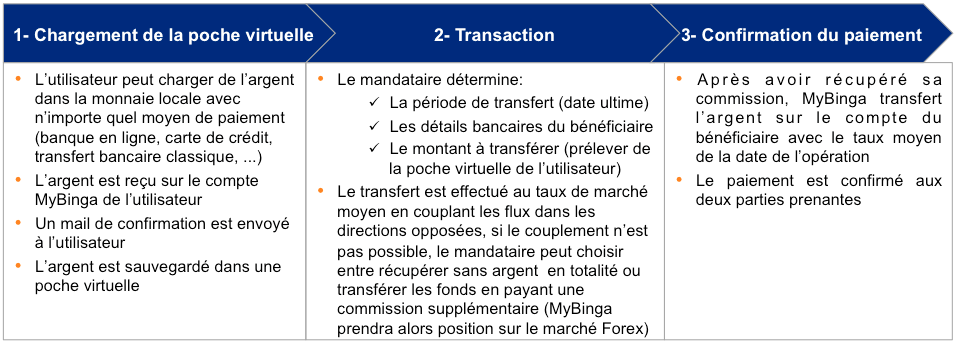 1- Chargement de la poche virtuelle
2- Transaction
3- Confirmation du paiement
• L’utilisateur peut charger de l’argent
dans la monnaie locale avec
n’importe quel moyen de paiement
(banque en ligne, carte de crédit,
transfert bancaire classique, ...)
• L’argent est reçu sur le compte
MyBinga de l’utilisateur
• Un mail de confirmation est envoyé
à l’utilisateur
• L’argent est sauvegardé dans une
poche virtuelle
• Le mandataire détermine:
✓ La période de transfert (date ultime)
✓ Les détails bancaires du bénéficiaire
✓ Le montant à transférer (prélever de
la poche virtuelle de l’utilisateur)
• Le transfert est effectué au taux de marché
moyen en couplant les flux dans les
directions opposées, si le couplement n’est
pas possible, le mandataire peut choisir
entre récupérer sans argent en totalité ou
transférer les fonds en payant une
commission supplémentaire (MyBinga
prendra alors position sur le marché Forex)
• Après avoir récupéré sa
commission, MyBinga transfert
l’argent sur le compte du
bénéficiaire avec le taux moyen
de la date de l’opération
• Le paiement est confirmé aux
deux parties prenantes